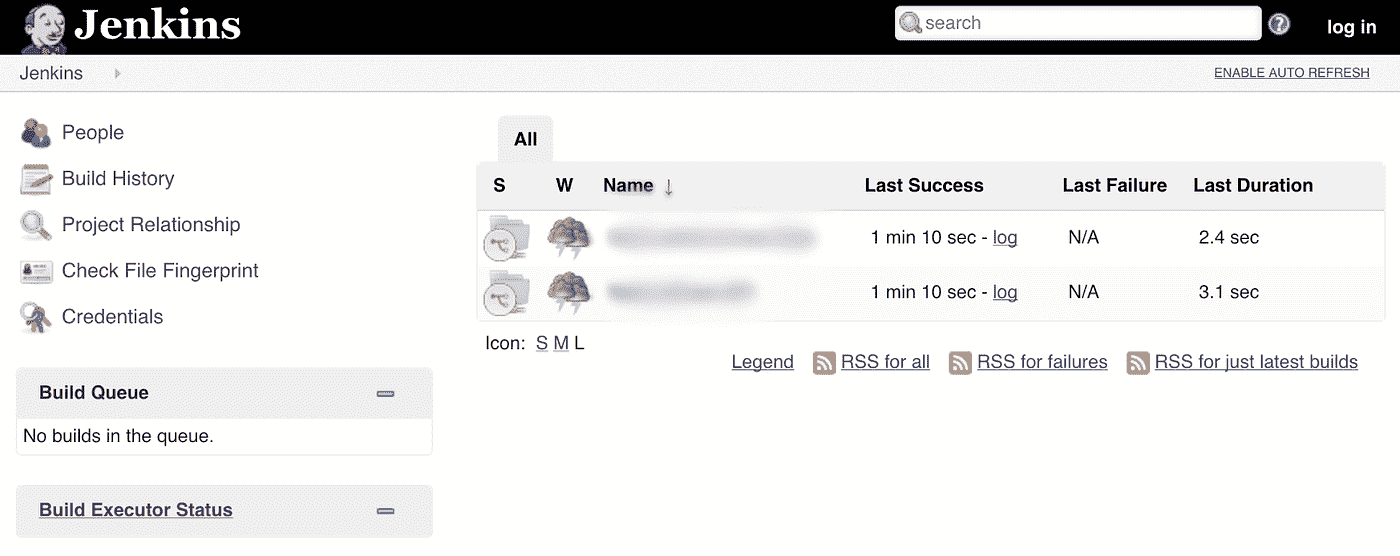 Jenkins
search
log in
Jenkins
ENABLE AUTO REFRESH
People
Build History
Project Relationship
Check File Fingerprint
Credentials
Build Queue
No builds in the queue.
Build Executor Status
All
S W Name ↓ Last Success Last Failure Last Duration
1 min 10 sec - log N/A 2.4 sec
1 min 10 sec - log N/A 3.1 sec
Icon: S M L
Legend RSS for all RSS for failures RSS for just latest builds